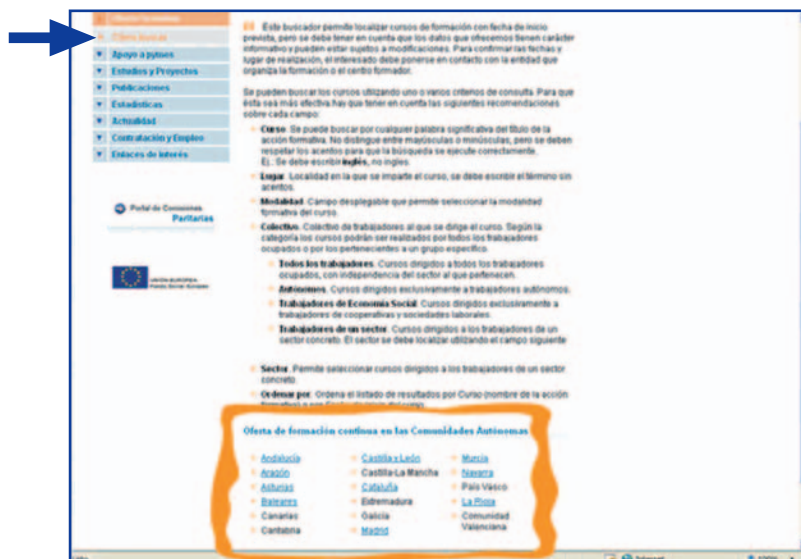 Cómo buscar
Apoyo a pymes
Estudios y Proyectos
Publicaciones
Estadísticas
Actualidad
Contratación y Empleo
Enlaces de interés
Portal de Comisiones
Paritarias
UNIÓN EUROPEA
Fondo Social Europeo
Este buscador permite localizar cursos de formación con fecha de inicio
prevista, pero se debe tener en cuenta que los datos que ofrecemos tienen carácter
informativo y pueden estar sujetos a modificaciones. Para confirmar las fechas y
lugar de realización, el interesado debe ponerse en contacto con la entidad que
organiza la formación o el centro formador.
Se pueden buscar los cursos utilizando uno o varios criterios de consulta. Para que
ésta sea más efectiva hay que tener en cuenta las siguientes recomendaciones
sobre cada campo:
Curso. Se puede buscar por cualquier palabra significativa del título de la
acción formativa. No distingue entre mayúsculas o minúsculas, pero se deben
respetar los acentos para que la búsqueda se ejecute correctamente.
Ej.: Se debe escribir inglés, no ingles.
Lugar. Localidad en la que se imparte el curso, se debe escribir el término sin
acentos.
Modalidad. Campo desplegable que permite seleccionar la modalidad
formativa del curso.
Colectivo. Colectivo de trabajadores al que se dirige el curso. Según la
categoría los cursos podrán ser realizados por todos los trabajadores
ocupados o por los pertenecientes a un grupo específico.
Todos los trabajadores. Cursos dirigidos a todos los trabajadores
ocupados, con independencia del sector al que pertenecen.
Autónomos. Cursos dirigidos exclusivamente a trabajadores autónomos.
Trabajadores de Economía Social. Cursos dirigidos exclusivamente a
trabajadores de cooperativas y sociedades laborales.
Trabajadores de un sector. Cursos dirigidos a los trabajadores de un
sector concreto. El sector se debe localizar utilizando el campo siguiente
Sector. Permite seleccionar cursos dirigidos a los trabajadores de un sector
concreto.
Ordenar por. Ordena el listado de resultados por Curso (nombre de la acción
Oferta de formación continua en las Comunidades Autónomas
Andalucía Castilla y León Murcia
Aragón Castilla-La Mancha Navarra
Asturias Cataluña País Vasco
Baleares Extremadura La Rioja
Canarias Galicia Comunidad
Cantabria Madrid Valenciana
Internet